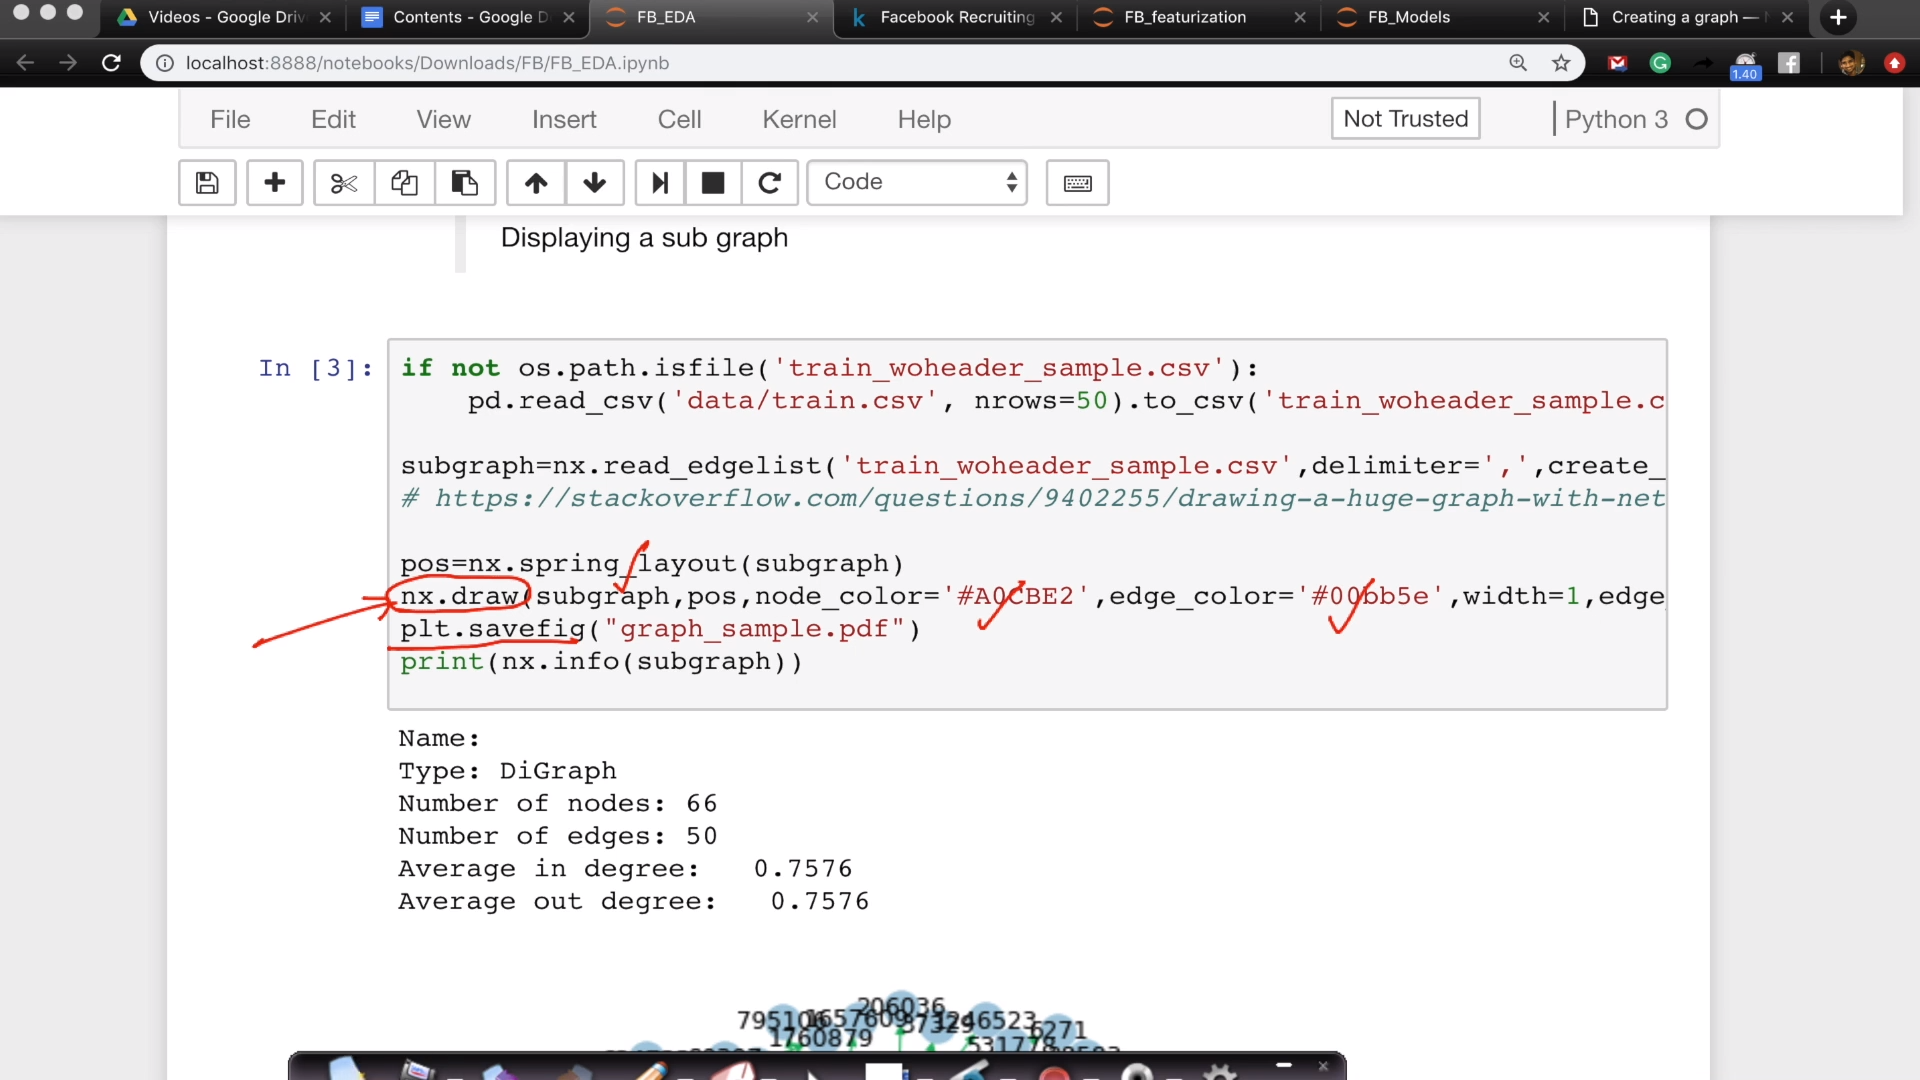 Videos - Google Driv
Contents - Google D
FB_EDA
Facebook Recruiting
FB_featurization
FB_Models
Creating a graph —
localhost:8888/notebooks/Downloads/FB/FB_EDA.ipynb
1.40
File Edit View Insert Cell Kernel Help Not Trusted Python 3
Code
Displaying a sub graph
In [3]:
if not os.path.isfile('train_woheader_sample.csv'):
pd.read_csv('data/train.csv', nrows=50).to_csv('train_woheader_sample.c
subgraph=nx.read_edgelist('train_woheader_sample.csv',delimiter=',',create_
# https://stackoverflow.com/questions/9402255/drawing-a-huge-graph-with-net
pos=nx.spring_layout(subgraph)
nx.draw(subgraph,pos,node_color='#A0CBE2',edge_color='#00bb5e',width=1,edge
plt.savefig("graph_sample.pdf")
print(nx.info(subgraph))
Name:
Type: DiGraph
Number of nodes: 66
Number of edges: 50
Average in degree: 0.7576
Average out degree: 0.7576
206036
795106
1760879